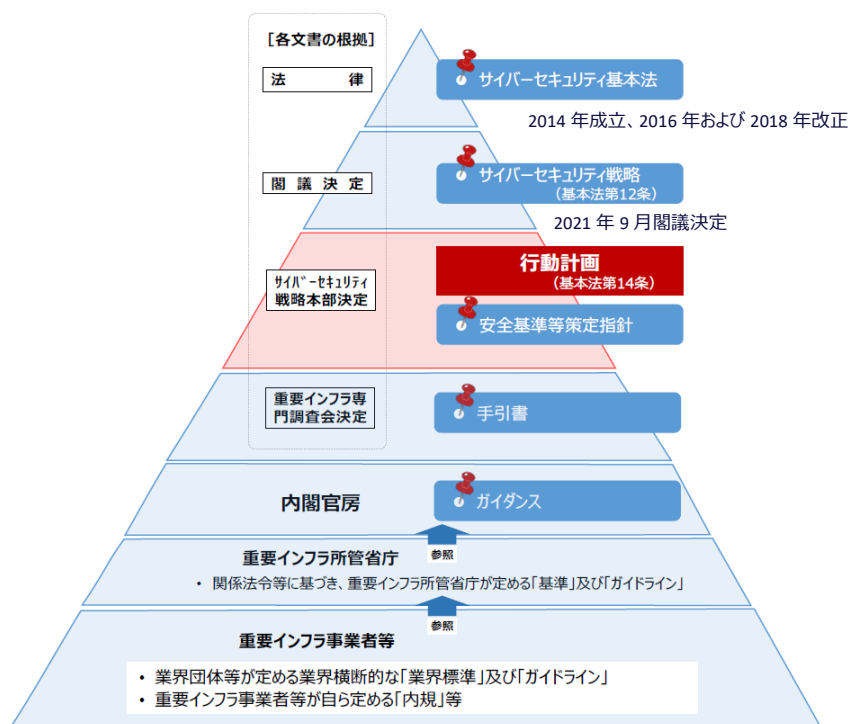 [各文書の根拠]
法　　律
サイバーセキュリティ基本法
2014 年成立、2016 年および 2018 年改正
閣 議 決 定
サイバーセキュリティ戦略
(基本法第12条)
2021 年 9 月閣議決定
行動計画
(基本法第14条)
ｻｲﾊﾞｰｾｷｭﾘﾃｨ
戦略本部決定
安全基準等策定指針
重要インフラ専
門調査会決定
手引書
内閣官房
ガイダンス
参照
重要インフラ所管省庁
• 関係法令等に基づき、重要インフラ所管省庁が定める「基準」及び「ガイドライン」
参照
重要インフラ事業者等
• 業界団体等が定める業界横断的な「業界標準」及び「ガイドライン」
• 重要インフラ事業者等が自ら定める「内規」等